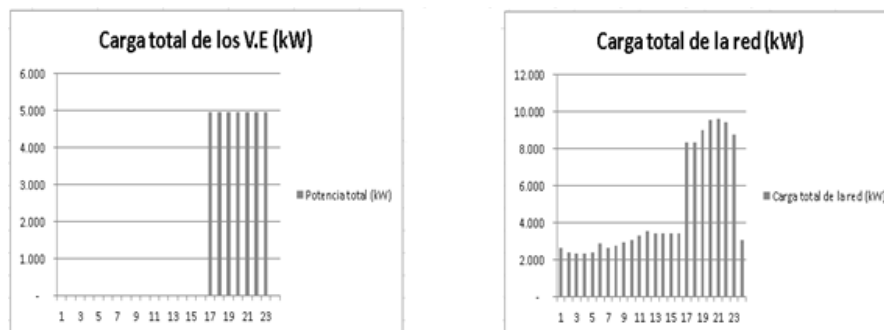 Carga total de los V.E (kW)
6.000
5.000
4.000
3.000
2.000
1.000
-
1 3 5 7 9 11 13 15 17 19 21 23
Potencia total (kW)
Carga total de la red (kW)
12.000
10.000
8.000
6.000
4.000
2.000
-
1 3 5 7 9 11 13 15 17 19 21 23
Carga total de la red (kW)